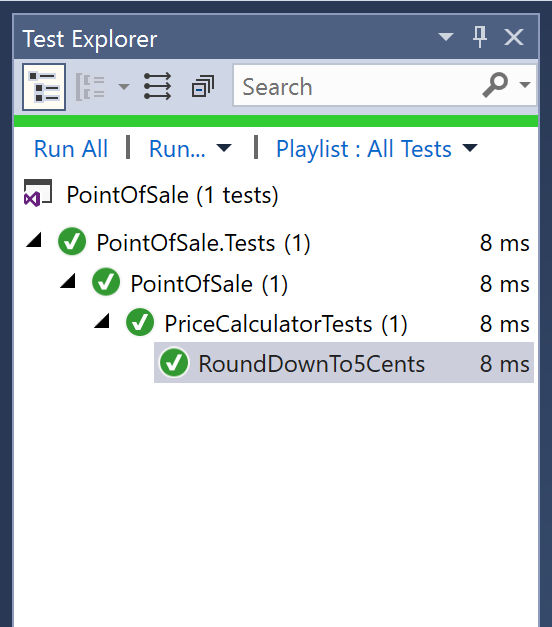 Test Explorer
Search
Run All | Run... | Playlist : All Tests
PointOfSale (1 tests)
PointOfSale.Tests (1) 8 ms
PointOfSale (1) 8 ms
PriceCalculatorTests (1) 8 ms
RoundDownTo5Cents 8 ms